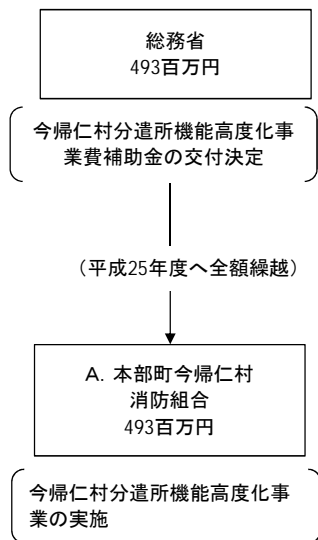 総務省
493百万円
今帰仁村分遣所機能高度化事
業費補助金の交付決定
（平成25年度へ全額繰越）
A．本部町今帰仁村
消防組合
493百万円
今帰仁村分遣所機能高度化事
業の実施